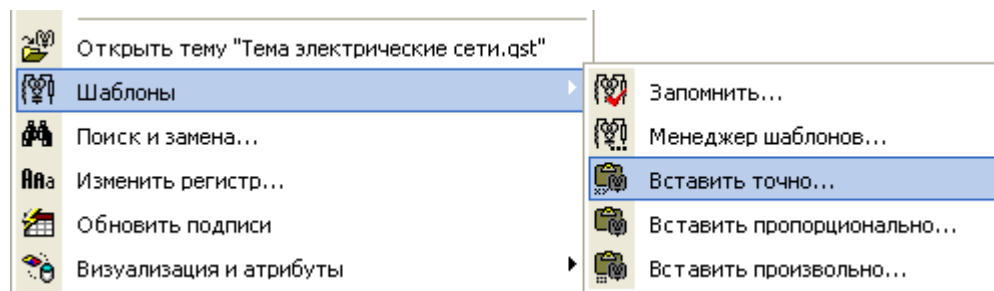 Открыть тему "Тема электрические сети.qst"
Шаблоны
Поиск и замена...
Изменить регистр...
Обновить подписи
Визуализация и атрибуты
Запомнить...
Менеджер шаблонов...
Вставить точно...
Вставить пропорционально...
Вставить произвольно...